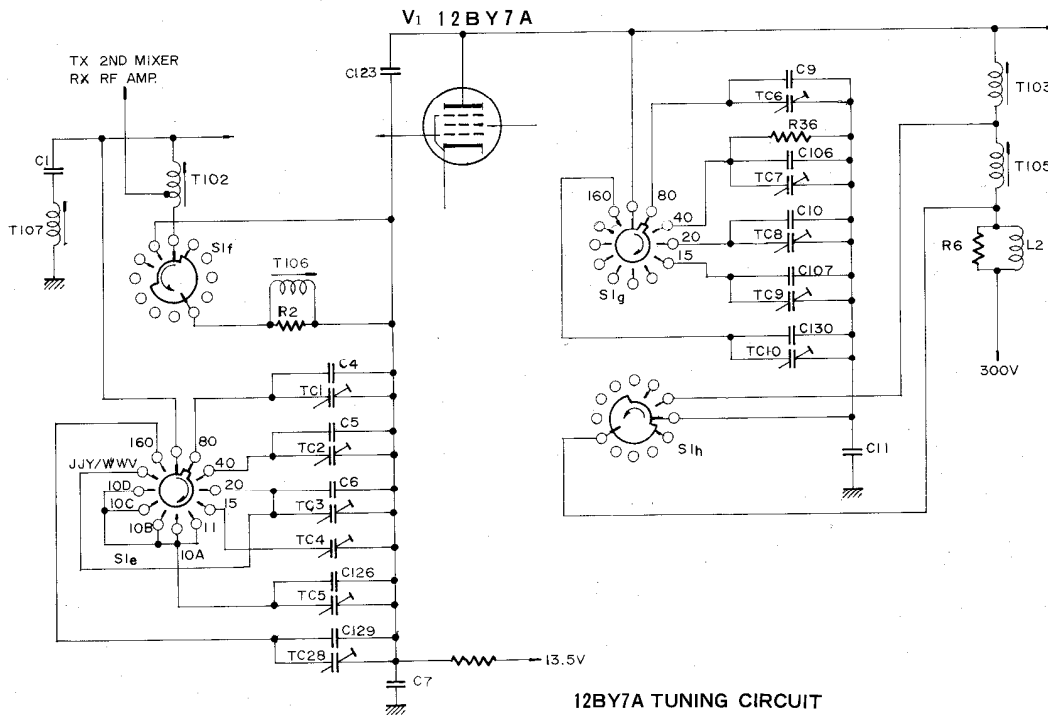 V1 12BY7A
TX 2ND MIXER
RX RF AMP.
C123
C1
T102
T107
S1f
T106
R2
C4
TC1
C5
TC2
C6
TC3
TC4
C126
TC5
C129
TC28
C7
13.5V
160
80
JJY/WWV
40
10D
20
10C
15
10B
11
10A
S1e
C9
TC6
R36
C106
TC7
C10
TC8
C107
TC9
C130
TC10
160
80
40
20
15
S1g
S1h
C11
T103
T105
R6
L2
300V
12BY7A TUNING CIRCUIT